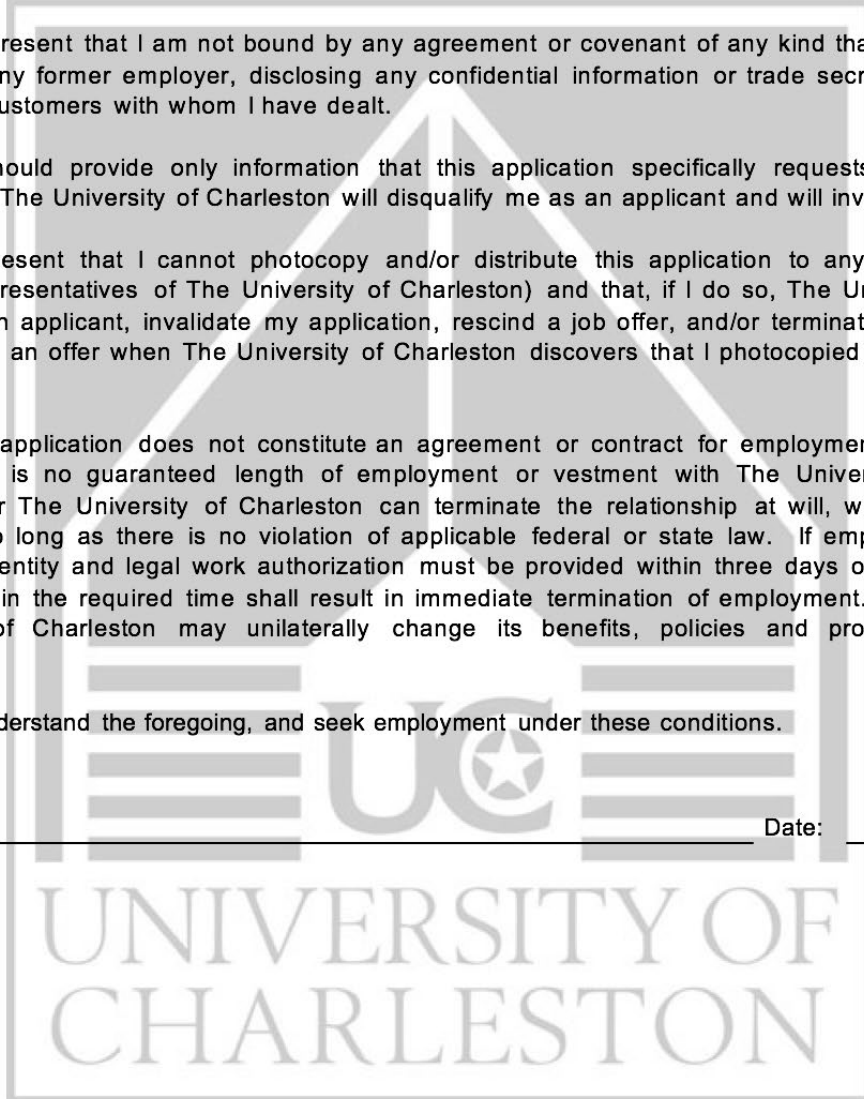 resent that I am not bound by any agreement or covenant of any kind tha
ny former employer, disclosing any confidential information or trade secr
ustomers with whom I have dealt.
ould provide only information that this application specifically requests
The University of Charleston will disqualify me as an applicant and will inv
esent that I cannot photocopy and/or distribute this application to any
resentatives of The University of Charleston) and that, if I do so, The Un
n applicant, invalidate my application, rescind a job offer, and/or terminat
an offer when The University of Charleston discovers that I photocopied
application does not constitute an agreement or contract for employmen
is no guaranteed length of employment or vestment with The Univer
r The University of Charleston can terminate the relationship at will, w
o long as there is no violation of applicable federal or state law. If emp
entity and legal work authorization must be provided within three days o
in the required time shall result in immediate termination of employment.
of Charleston may unilaterally change its benefits, policies and pro
derstand the foregoing, and seek employment under these conditions.
UC
Date:
UNIVERSITY OF
CHARLESTON